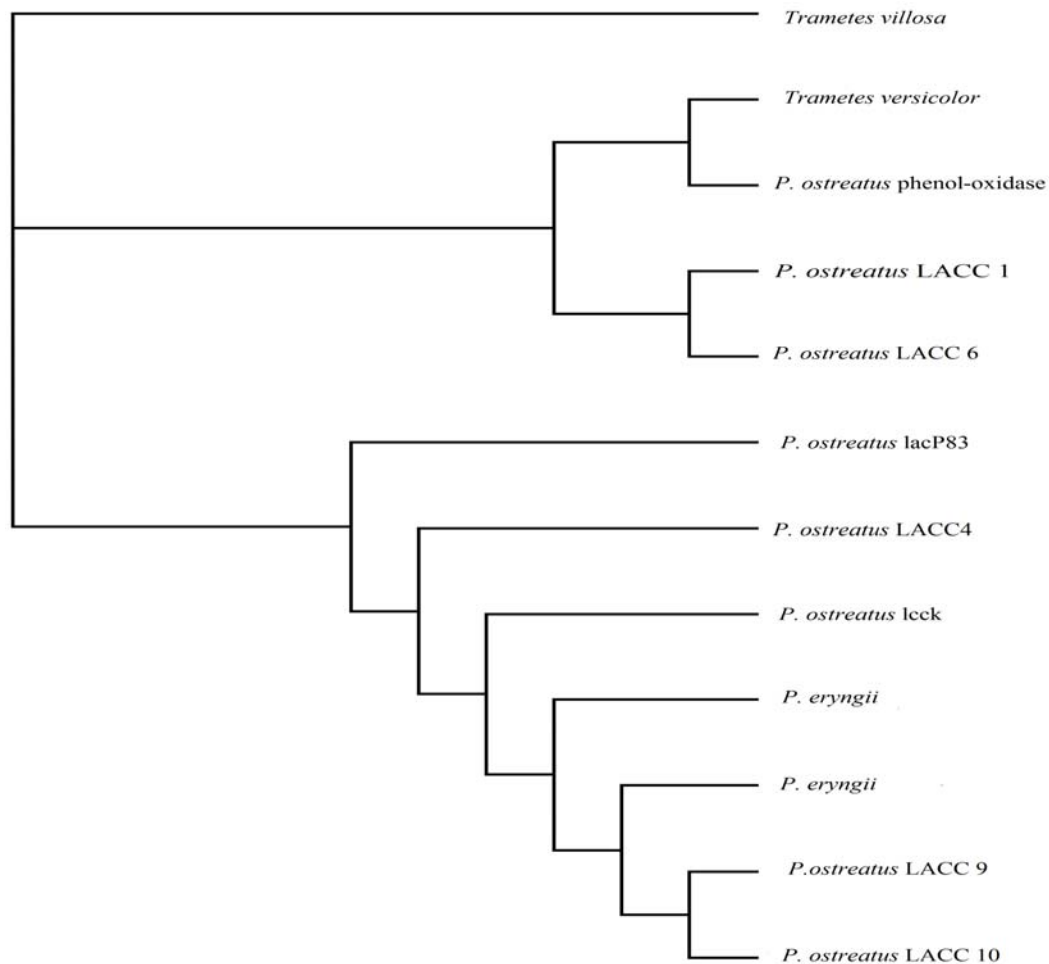 Trametes villosa
Trametes versicolor
P. ostreatus phenol-oxidase
P. ostreatus LACC 1
P. ostreatus LACC 6
P. ostreatus lacP83
P. ostreatus LACC4
P. ostreatus lcck
P. eryngii
P. eryngii
P.ostreatus LACC 9
P. ostreatus LACC 10